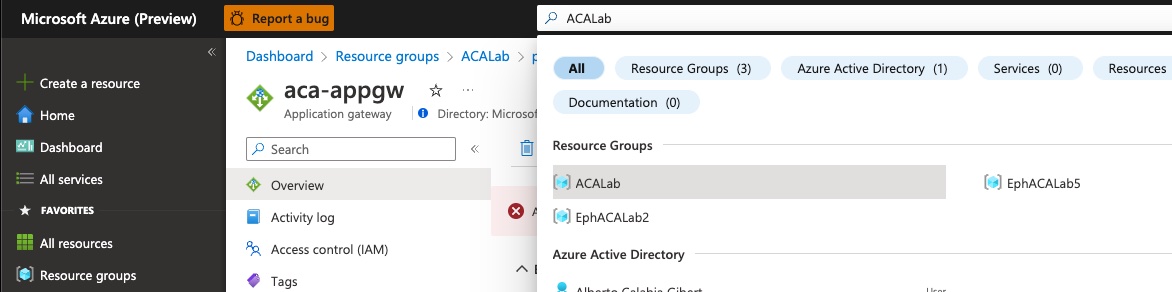 Microsoft Azure (Preview)
Report a bug
ACALab
Create a resource
Home
Dashboard
All services
FAVORITES
All resources
Resource groups
Dashboard > Resource groups > ACALab >
aca-appgw
Application gateway
Directory: Microsof
Search
Overview
Activity log
Access control (IAM)
Tags
All
Resource Groups (3)
Azure Active Directory (1)
Services (0)
Resources
Documentation (0)
Resource Groups
ACALab
EphACALab5
EphACALab2
Azure Active Directory